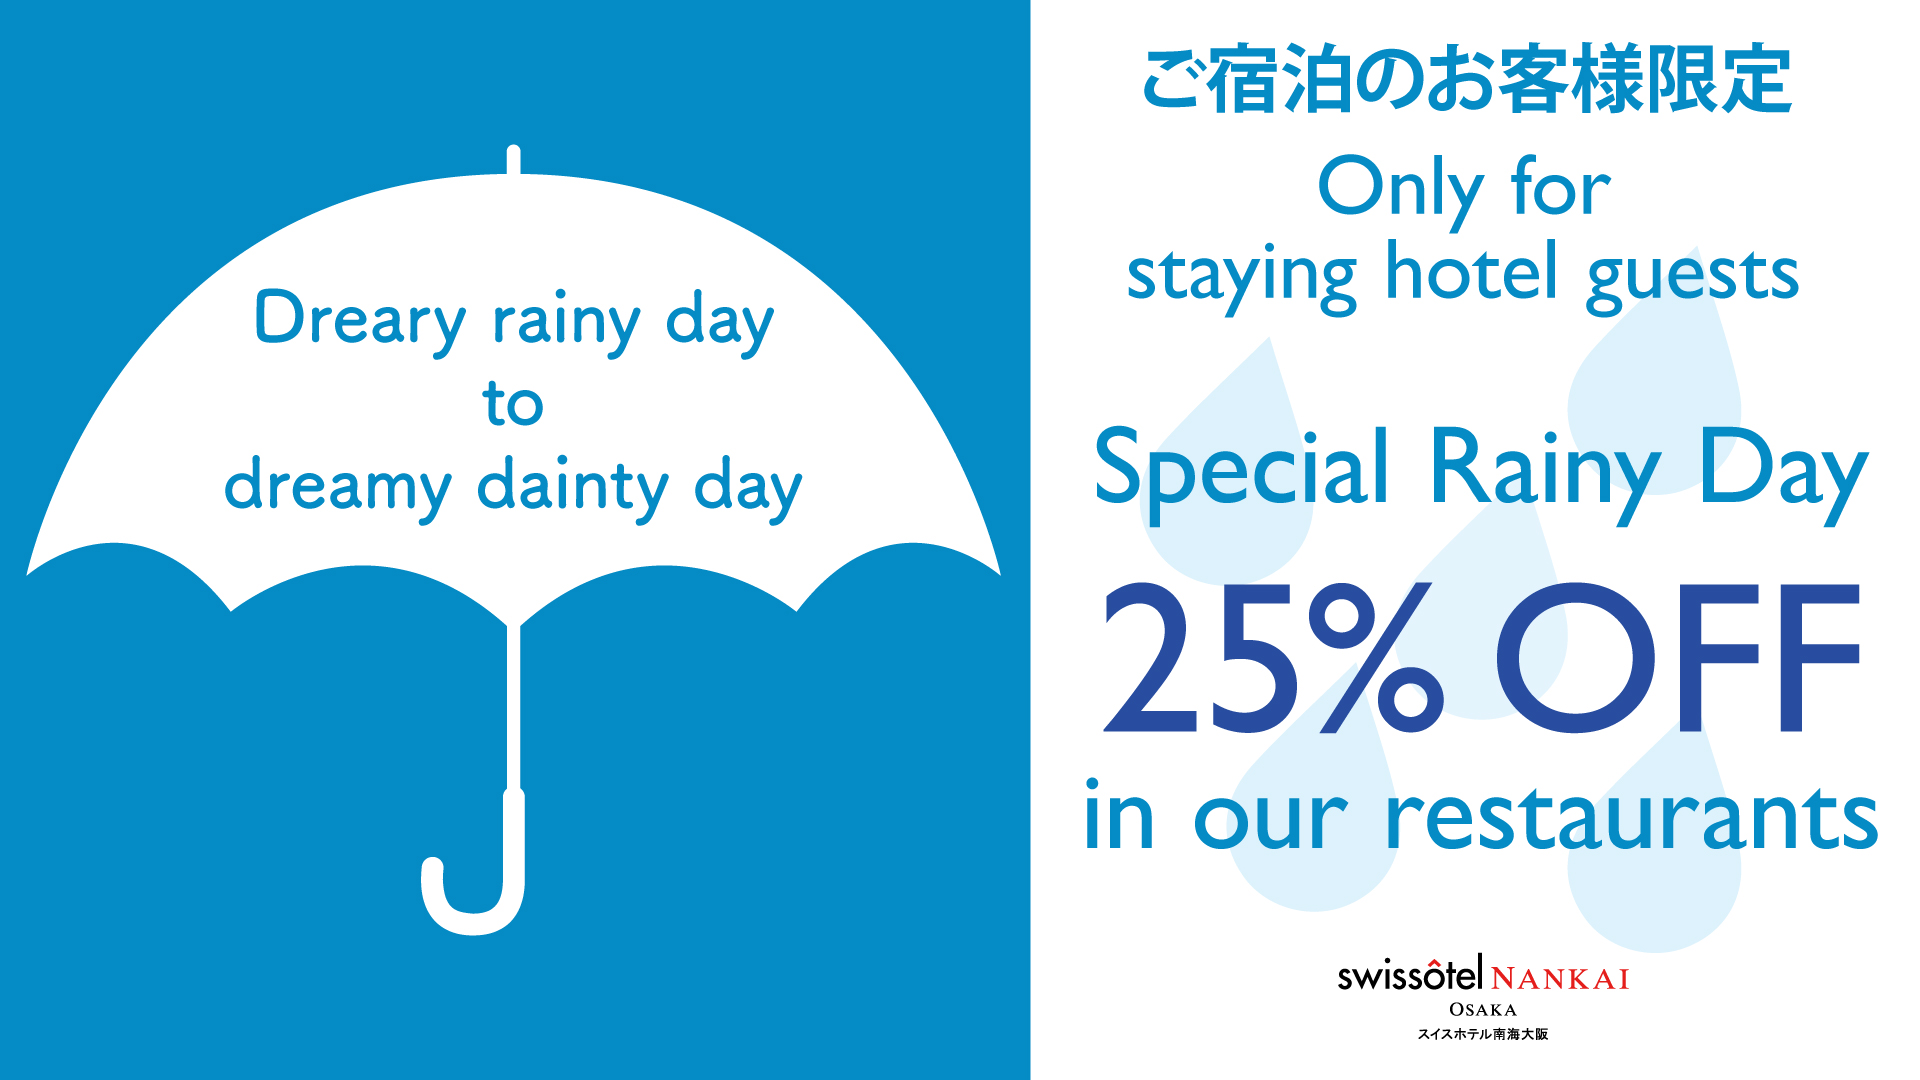 Dreary rainy day
to
dreamy dainty day
ご宿泊のお客様限定
Only for
staying hotel guests
Special Rainy Day
25% OFF
in our restaurants
swissôtel NANKAI
OSAKA
スイスホテル南海大阪